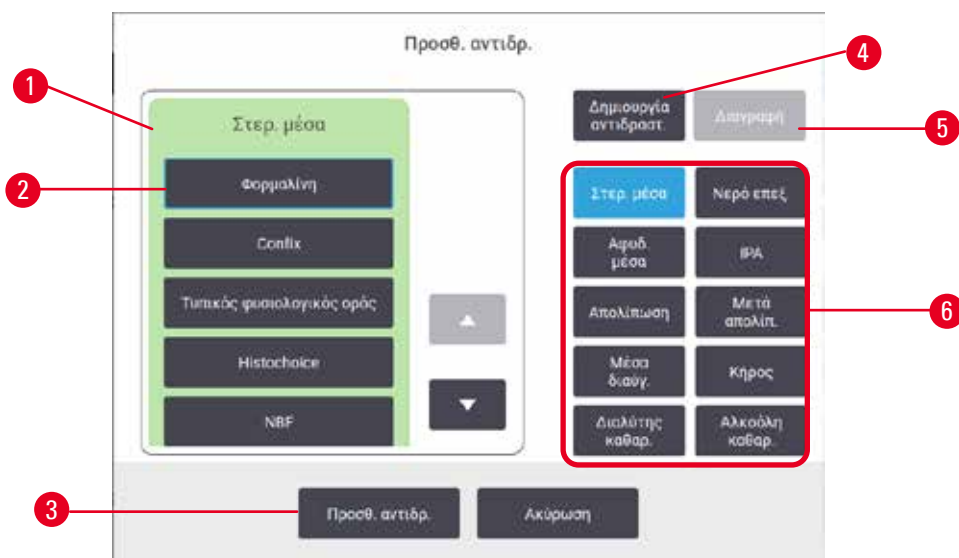 Προσθ. αντιδρ.
1
Στερ. μέσα
2
Φορμαλίνη
Confix
Τυπικός φυσιολογικός ορός
Histochoice
NBF
4
Δημιουργία
αντιδραστ.
Διαγραφή
5
Στερ. μέσα
Νερό επεξ.
Αφυδ.
μέσα
IPA
Απολίπωση
Μετά
απολίπ.
6
Μέσα
διαύγ.
Κήρος
Διαλύτης
καθαρ.
Αλκοόλη
καθαρ.
3
Προσθ. αντιδρ.
Ακύρωση